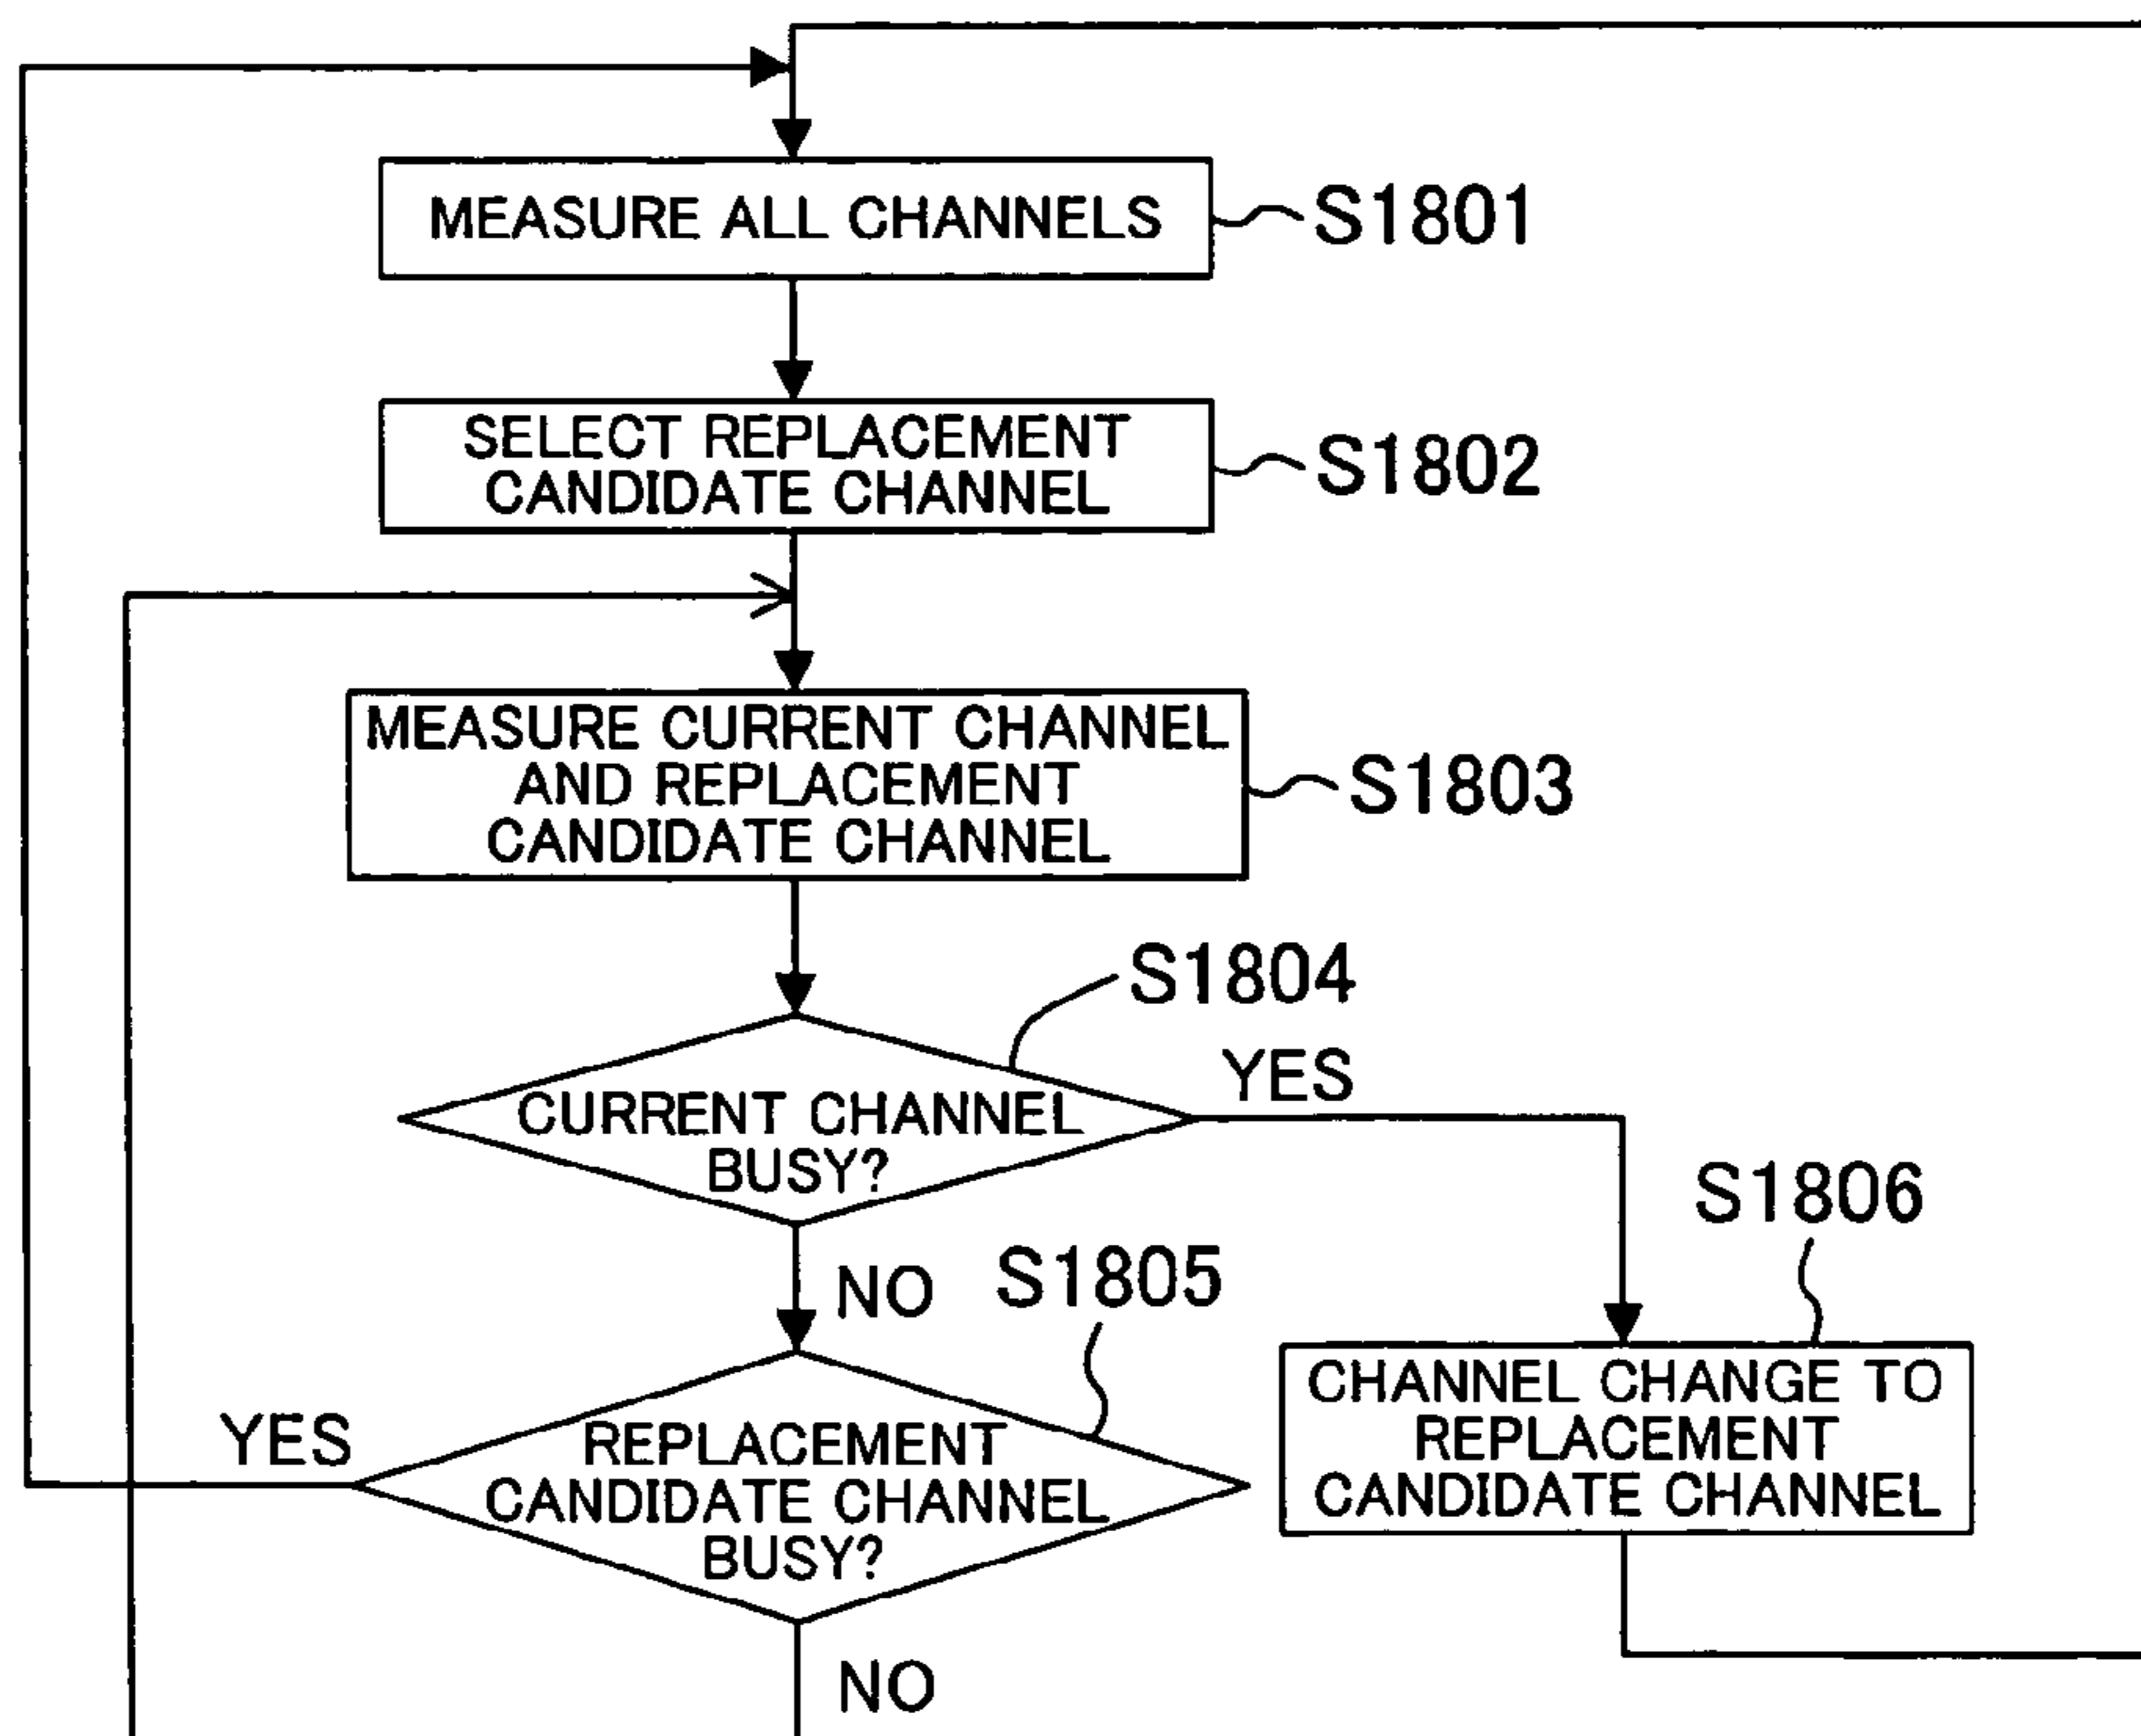 MEASURE ALL CHANNELS
S1801
SELECT REPLACEMENT
CANDIDATE CHANNEL
S1802
MEASURE CURRENT CHANNEL
AND REPLACEMENT
CANDIDATE CHANNEL
S1803
S1804
CURRENT CHANNEL
BUSY?
YES
NO
S1805
S1806
REPLACEMENT
CANDIDATE CHANNEL
BUSY?
YES
NO
CHANNEL CHANGE TO
REPLACEMENT
CANDIDATE CHANNEL